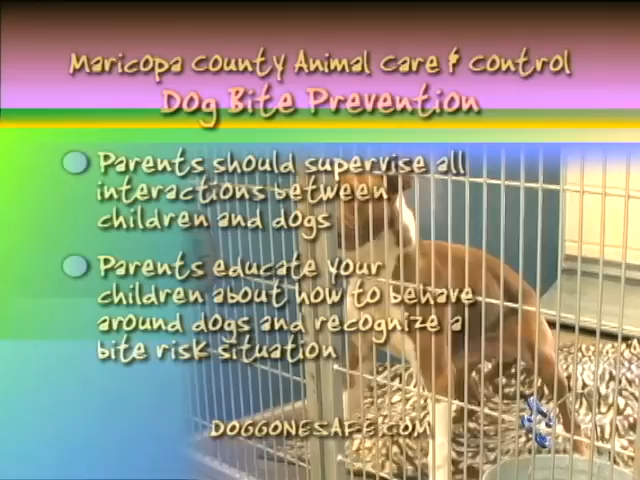 Maricopa County Animal Care & Control
Dog Bite Prevention
Parents should supervise all
interactions between
children and dogs
Parents educate your
children about how to behave
around dogs and recognize a
bite risk situation
DOGGONESAFE.COM